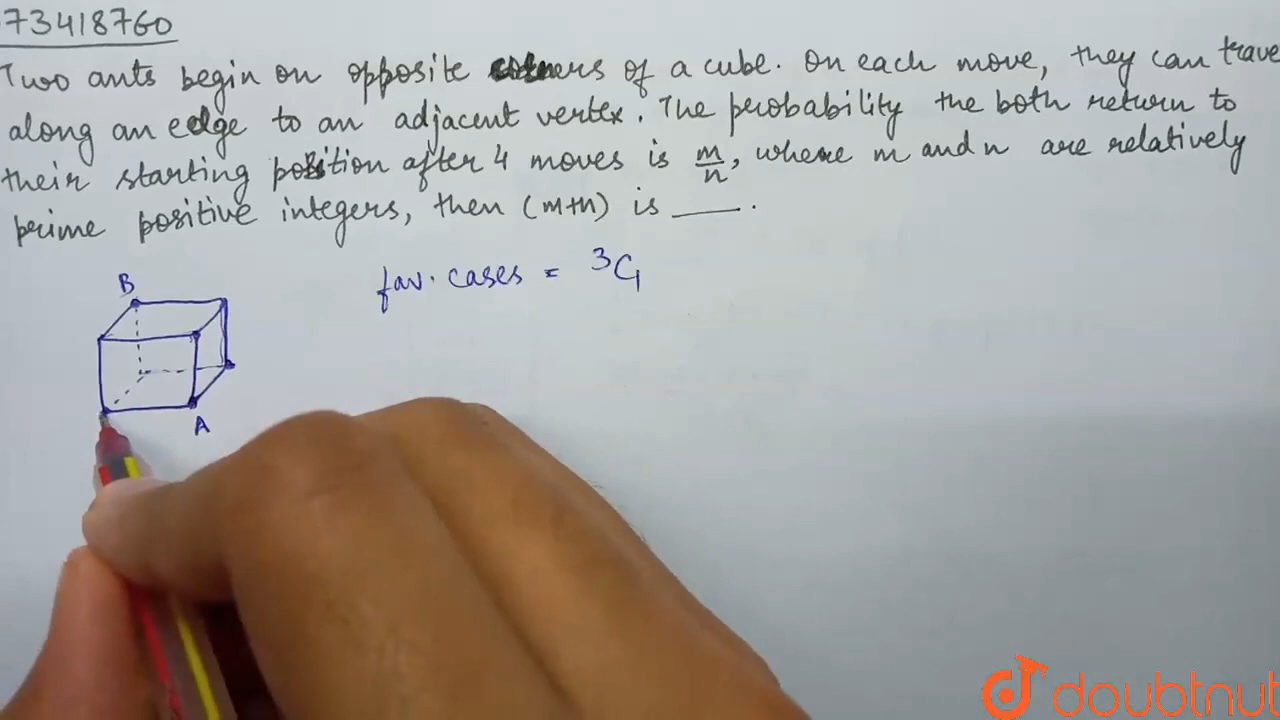 73418760
Two ants begin on opposite corners of a cube. On each move, they can trave
along an edge to an adjacent vertex. The probability the both return to
their starting position after 4 moves is m/n, where m and n are relatively
prime positive integers, then (m+n) is ____.
B
fav. cases = ³C₁
A
doubtnut